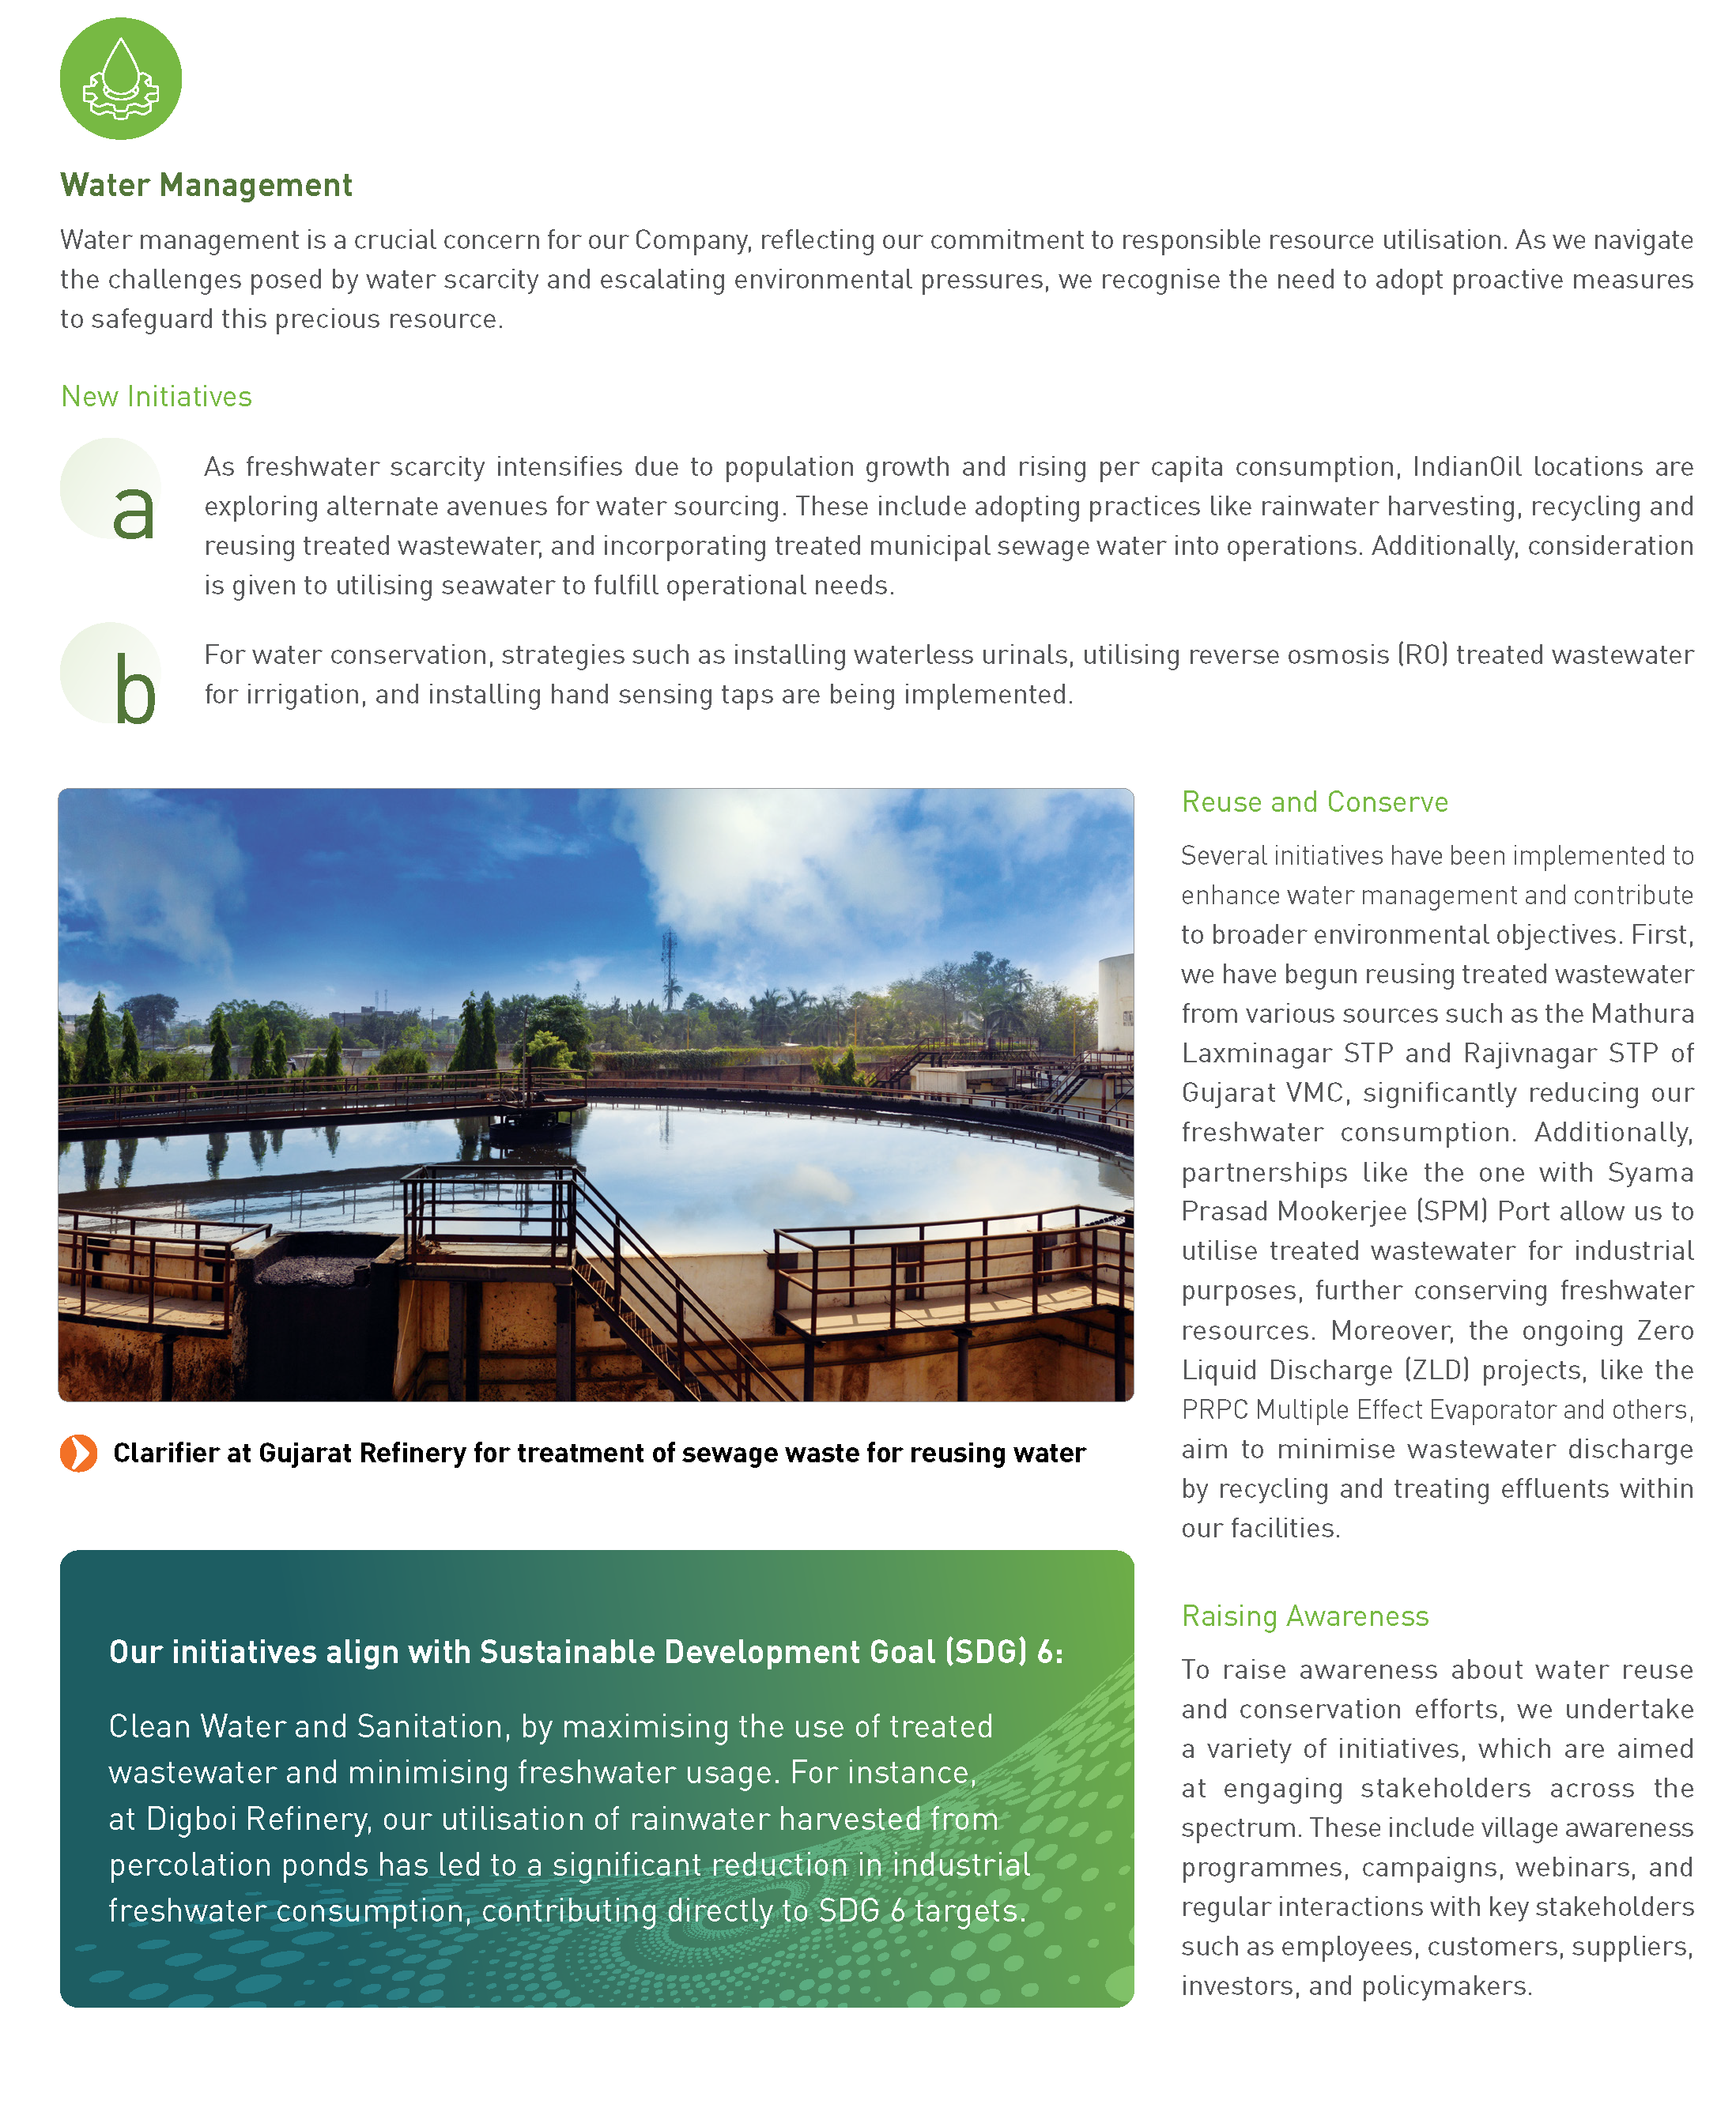 Water Management
Water management is a crucial concern for our Company, reflecting our commitment to responsible resource utilisation. As we navigate
the challenges posed by water scarcity and escalating environmental pressures, we recognise the need to adopt proactive measures
to safeguard this precious resource.
New Initiatives
a
As freshwater scarcity intensifies due to population growth and rising per capita consumption, IndianOil locations are
exploring alternate avenues for water sourcing. These include adopting practices like rainwater harvesting, recycling and
reusing treated wastewater, and incorporating treated municipal sewage water into operations. Additionally, consideration
is given to utilising seawater to fulfill operational needs.
b
For water conservation, strategies such as installing waterless urinals, utilising reverse osmosis (RO) treated wastewater
for irrigation, and installing hand sensing taps are being implemented.
Clarifier at Gujarat Refinery for treatment of sewage waste for reusing water
Our initiatives align with Sustainable Development Goal (SDG) 6:
Clean Water and Sanitation, by maximising the use of treated
wastewater and minimising freshwater usage. For instance,
at Digboi Refinery, our utilisation of rainwater harvested from
percolation ponds has led to a significant reduction in industrial
freshwater consumption, contributing directly to SDG 6 targets.
Reuse and Conserve
Several initiatives have been implemented to
enhance water management and contribute
to broader environmental objectives. First,
we have begun reusing treated wastewater
from various sources such as the Mathura
Laxminagar STP and Rajivnagar STP of
Gujarat VMC, significantly reducing our
freshwater consumption. Additionally,
partnerships like the one with Syama
Prasad Mookerjee (SPM) Port allow us to
utilise treated wastewater for industrial
purposes, further conserving freshwater
resources. Moreover, the ongoing Zero
Liquid Discharge (ZLD) projects, like the
PRPC Multiple Effect Evaporator and others,
aim to minimise wastewater discharge
by recycling and treating effluents within
our facilities.
Raising Awareness
To raise awareness about water reuse
and conservation efforts, we undertake
a variety of initiatives, which are aimed
at engaging stakeholders across the
spectrum. These include village awareness
programmes, campaigns, webinars, and
regular interactions with key stakeholders
such as employees, customers, suppliers,
investors, and policymakers.